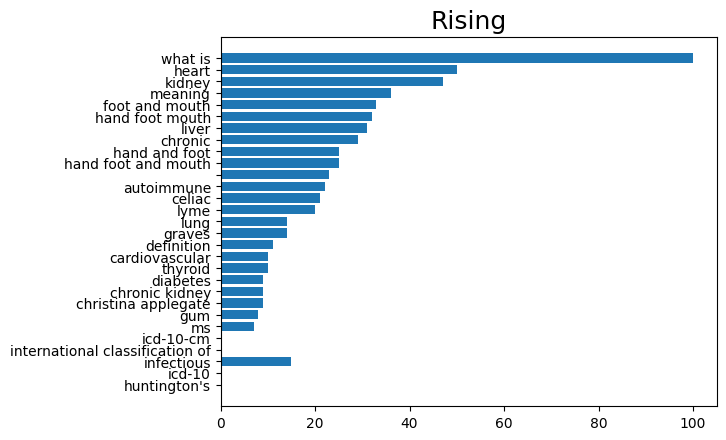 Rising
what is
heart
kidney
meaning
foot and mouth
hand foot mouth
liver
chronic
hand and foot
hand foot and mouth
autoimmune
celiac
lyme
lung
graves
definition
cardiovascular
thyroid
diabetes
chronic kidney
christina applegate
gum
ms
icd-10-cm
international classification of
infectious
icd-10
huntington's
0 20 40 60 80 100